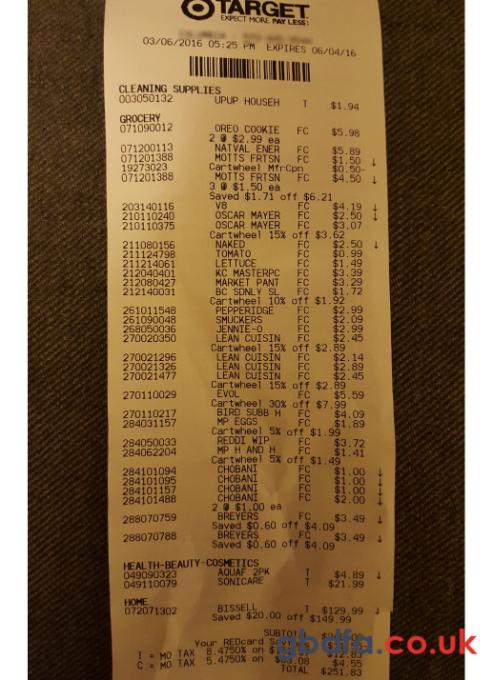 TARGET
EXPECT MORE PAY LESS
03/06/2016 05:25 PM EXPIRES 06/04/16
CLEANING SUPPLIES
003050132 UPUP HOUSEH T $1.94
GROCERY
071090012 OREO COOKIE FC $5.98
2 @ $2.99 ea
071200113 NATVAL ENER FC $5.89
071201388 MOTTS FRTSN FC $1.50 ↓
19273023 Cartwheel MfrCpn $0.50-
071201388 MOTTS FRTSN FC $4.50 ↓
3 @ $1.50 ea
Saved $1.71 off $6.21
203140116 V8 FC $4.19 ↓
210110240 OSCAR MAYER FC $2.50 ↓
210110375 OSCAR MAYER FC $3.07
Cartwheel 15% off $3.62
211080156 NAKED FC $2.50 ↓
211124798 TOMATO FC $0.99
211214061 LETTUCE FC $1.49
212040401 KC MASTERPC FC $3.39
212080427 MARKET PANT FC $3.29
212140031 BC SDNLY SL FC $1.72
Cartwheel 10% off $1.92
261011548 PEPPERIDGE FC $2.99
261090048 SMUCKERS FC $2.09
268050036 JENNIE-O FC $2.99
270020350 LEAN CUISIN FC $2.45
Cartwheel 15% off $2.89
270021296 LEAN CUISIN FC $2.14
270021326 LEAN CUISIN FC $2.89
270021477 LEAN CUISIN FC $2.45
Cartwheel 15% off $2.89
270110029 EVOL FC $5.59
Cartwheel 30% off $7.99
270110217 BIRD SUBB H FC $4.09
284031157 MP EGGS FC $1.89
Cartwheel 5% off $1.99
284050033 REDDI WIP FC $3.72
284062204 MP H AND H FC $1.41
Cartwheel 5% off $1.49
284101094 CHOBANI FC $1.00 ↓
284101095 CHOBANI FC $1.00 ↓
284101157 CHOBANI FC $1.00 ↓
284101488 CHOBANI FC $2.00 ↓
2 @ $1.00 ea
288070759 BREYERS FC $3.49 ↓
Saved $0.60 off $4.09
288070788 BREYERS FC $3.49 ↓
Saved $0.60 off $4.09
HEALTH-BEAUTY-COSMETICS
049090323 AQUAF 2PK T $4.89 ↓
049110079 SONICARE T $21.99
HOME
072071302 BISSELL T $129.99 ↓
Saved $20.00 off $149.99
Your REDcard
T = MO TAX 8.4750% on
C = MO TAX 5.4750% on $4.55
TOTAL $251.83
gbdfa.co.uk